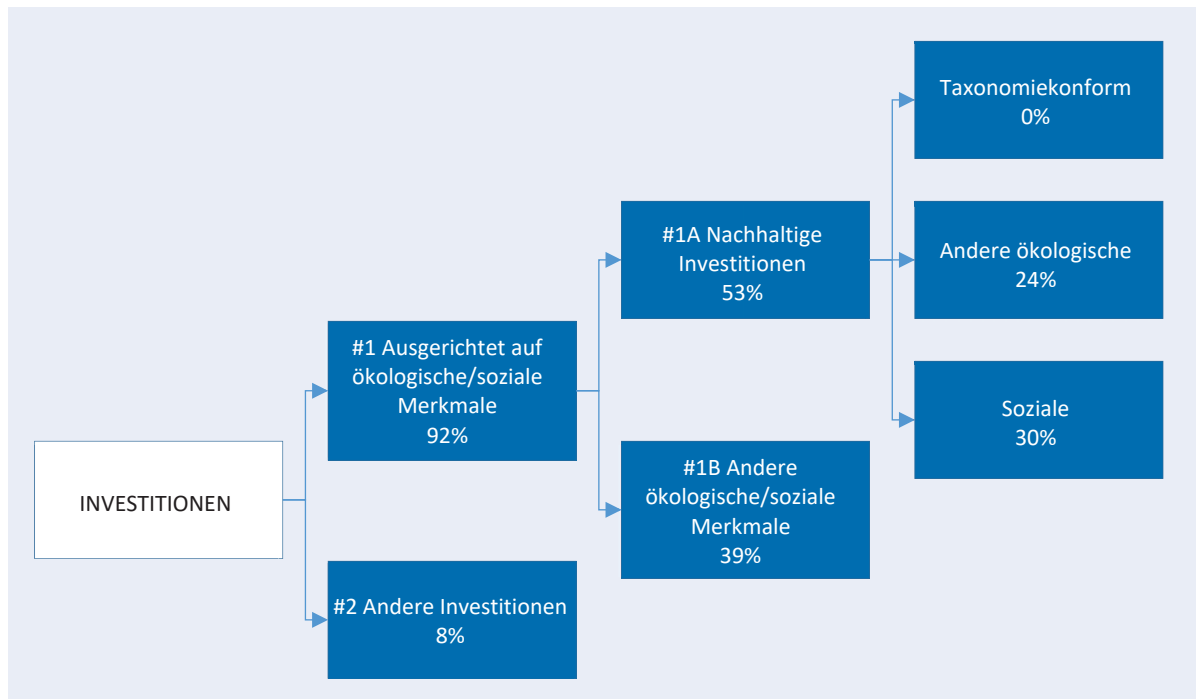 INVESTITIONEN
#1 Ausgerichtet auf
ökologische/soziale
Merkmale
92%
#2 Andere Investitionen
8%
#1A Nachhaltige
Investitionen
53%
#1B Andere
ökologische/soziale
Merkmale
39%
Taxonomiekonform
0%
Andere ökologische
24%
Soziale
30%